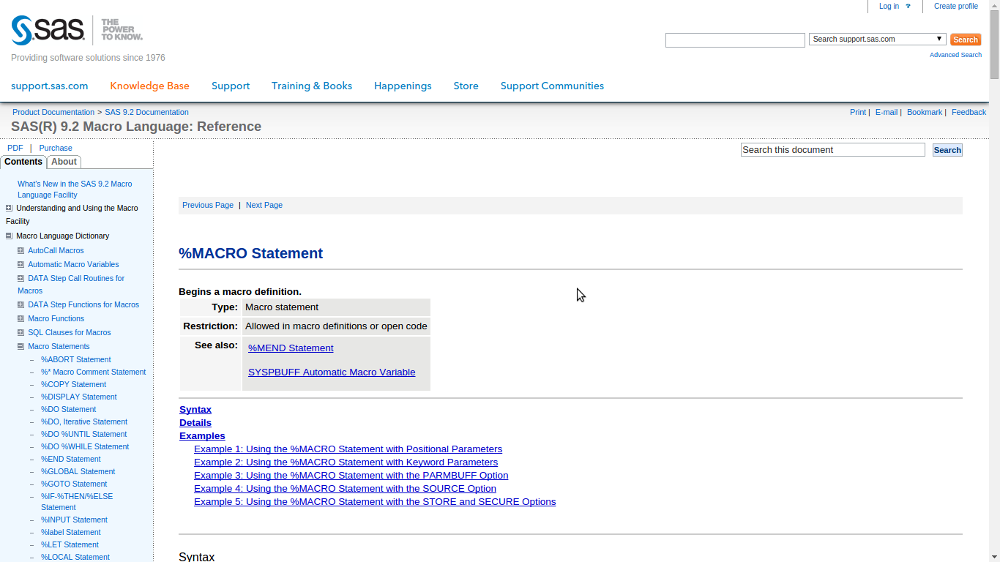 Log in ? Create profile
sas THE POWER TO KNOW.
Providing software solutions since 1976
Search support.sas.com
Search
Advanced Search
support.sas.com Knowledge Base Support Training & Books Happenings Store Support Communities
Product Documentation > SAS 9.2 Documentation
Print | E-mail | Bookmark | Feedback
SAS(R) 9.2 Macro Language: Reference
PDF | Purchase
Contents About
Search this document Search
What's New in the SAS 9.2 Macro
Language Facility
Understanding and Using the Macro
Facility
Macro Language Dictionary
AutoCall Macros
Automatic Macro Variables
DATA Step Call Routines for
Macros
DATA Step Functions for Macros
Macro Functions
SQL Clauses for Macros
Macro Statements
– %ABORT Statement
– %* Macro Comment Statement
– %COPY Statement
– %DISPLAY Statement
– %DO Statement
– %DO, Iterative Statement
– %DO %UNTIL Statement
– %DO %WHILE Statement
– %END Statement
– %GLOBAL Statement
– %GOTO Statement
– %IF-%THEN/%ELSE
Statement
– %INPUT Statement
– %label Statement
– %LET Statement
– %LOCAL Statement
Previous Page | Next Page
%MACRO Statement
Begins a macro definition.
Type: Macro statement
Restriction: Allowed in macro definitions or open code
See also: %MEND Statement
SYSPBUFF Automatic Macro Variable
Syntax
Details
Examples
Example 1: Using the %MACRO Statement with Positional Parameters
Example 2: Using the %MACRO Statement with Keyword Parameters
Example 3: Using the %MACRO Statement with the PARMBUFF Option
Example 4: Using the %MACRO Statement with the SOURCE Option
Example 5: Using the %MACRO Statement with the STORE and SECURE Options
Syntax